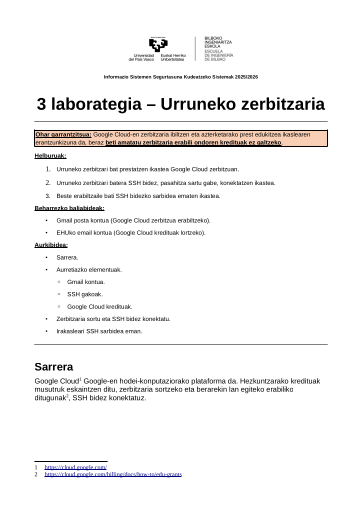 Universidad del País Vasco
Euskal Herriko Unibertsitatea
BILBOKO
INGENIARITZA
ESKOLA
ESCUELA
DE INGENIERÍA
DE BILBAO
Informazio Sistemen Segurtasuna Kudeatzeko Sistemak 2025/2026
3 laborategia – Urruneko zerbitzaria
Ohar garrantzitsua: Google Cloud-en zerbitzaria ibiltzen eta azterketarako prest edukitzea ikaslearen
erantzunkizuna da, beraz beti amatatu zerbitzaria erabili ondoren kredituak ez galtzeko.
Helburuak:
1. Urruneko zerbitzari bat prestatzen ikastea Google Cloud zerbitzuan.
2. Urruneko zerbitzari batera SSH bidez, pasahitza sartu gabe, konektatzen ikastea.
3. Beste erabiltzaile bati SSH bidezko sarbidea ematen ikastea.
Beharrezko baliabideak:
• Gmail posta kontua (Google Cloud zerbitzua erabiltzeko).
• EHUko email kontua (Google Cloud kredituak lortzeko).
Aurkibidea:
• Sarrera.
• Aurretiazko elementuak.
◦ Gmail kontua.
◦ SSH gakoak.
◦ Google Cloud kredituak.
• Zerbitzaria sortu eta SSH bidez konektatu.
• Irakasleari SSH sarbidea eman.
Sarrera
Google Cloud1 Google-en hodei-konputaziorako plataforma da. Hezkuntzarako kredituak
musutruk eskaintzen ditu, zerbitzaria sortzeko eta berarekin lan egiteko erabiliko
ditugunak2, SSH bidez konektatuz.
1 https://cloud.google.com/
2 https://cloud.google.com/billing/docs/how-to/edu-grants